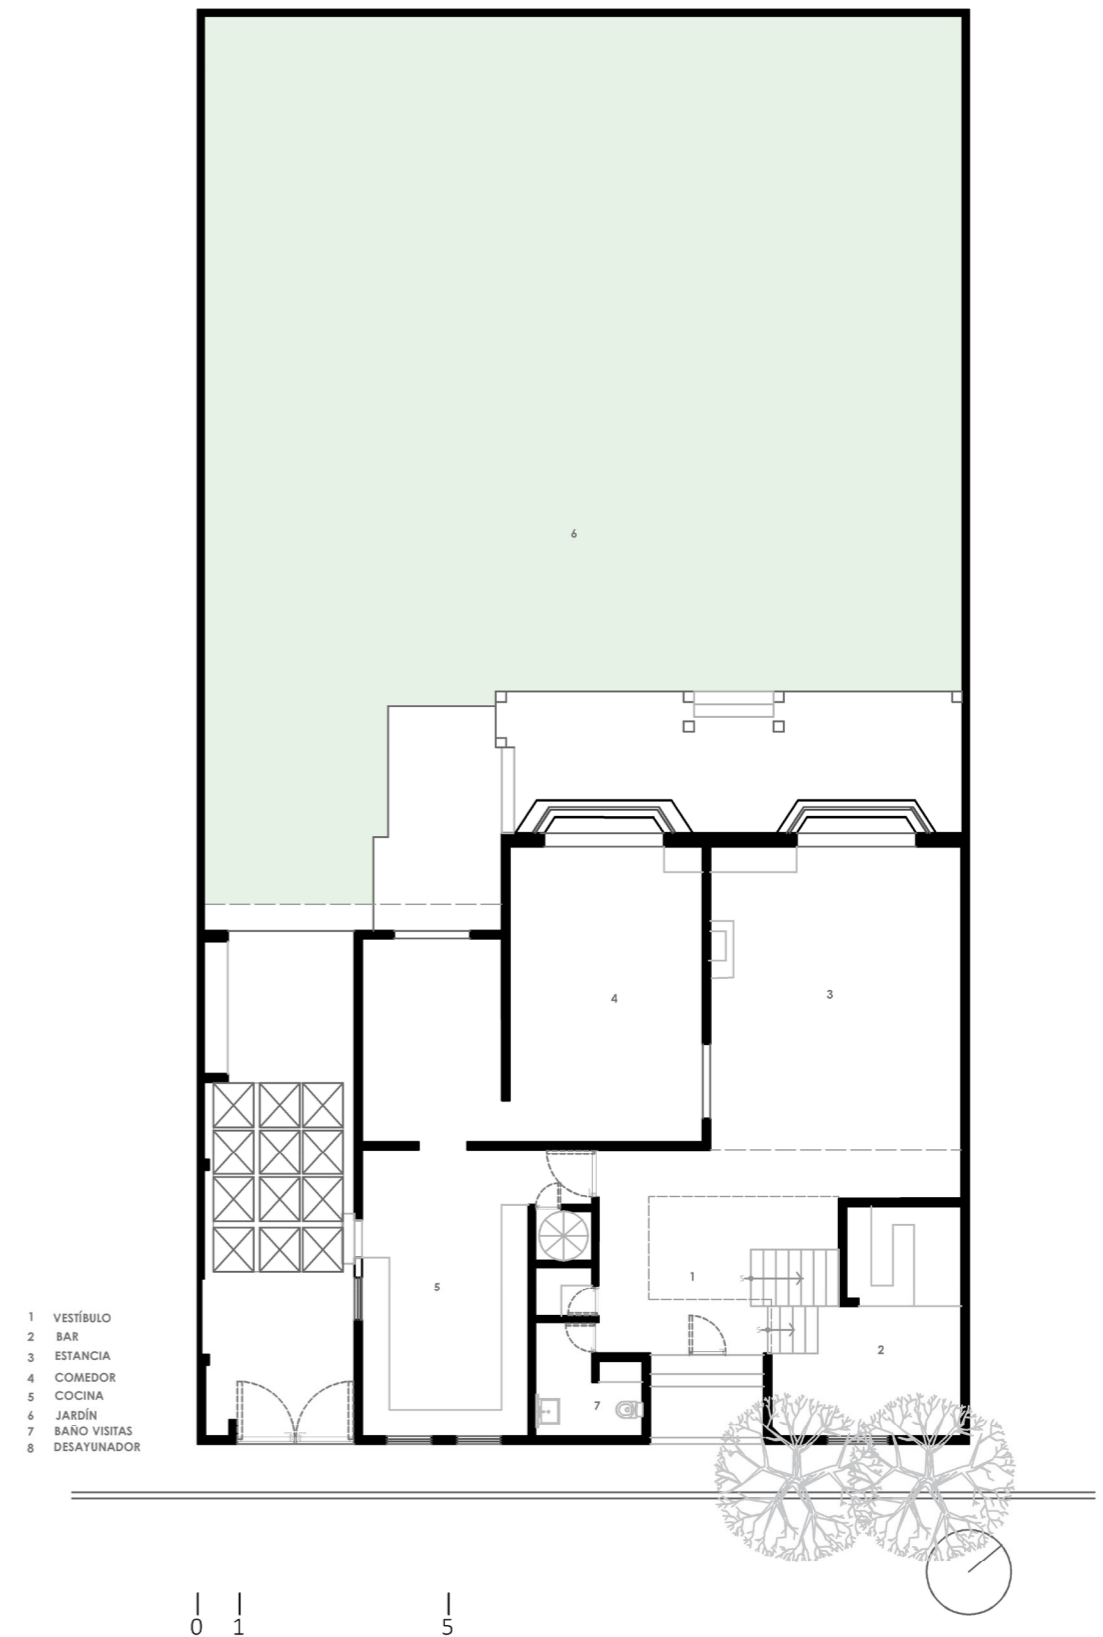 6
4
3
5
1
2
7
S
S
1 VESTÍBULO
2 BAR
3 ESTANCIA
4 COMEDOR
5 COCINA
6 JARDÍN
7 BAÑO VISITAS
8 DESAYUNADOR
0 1 5